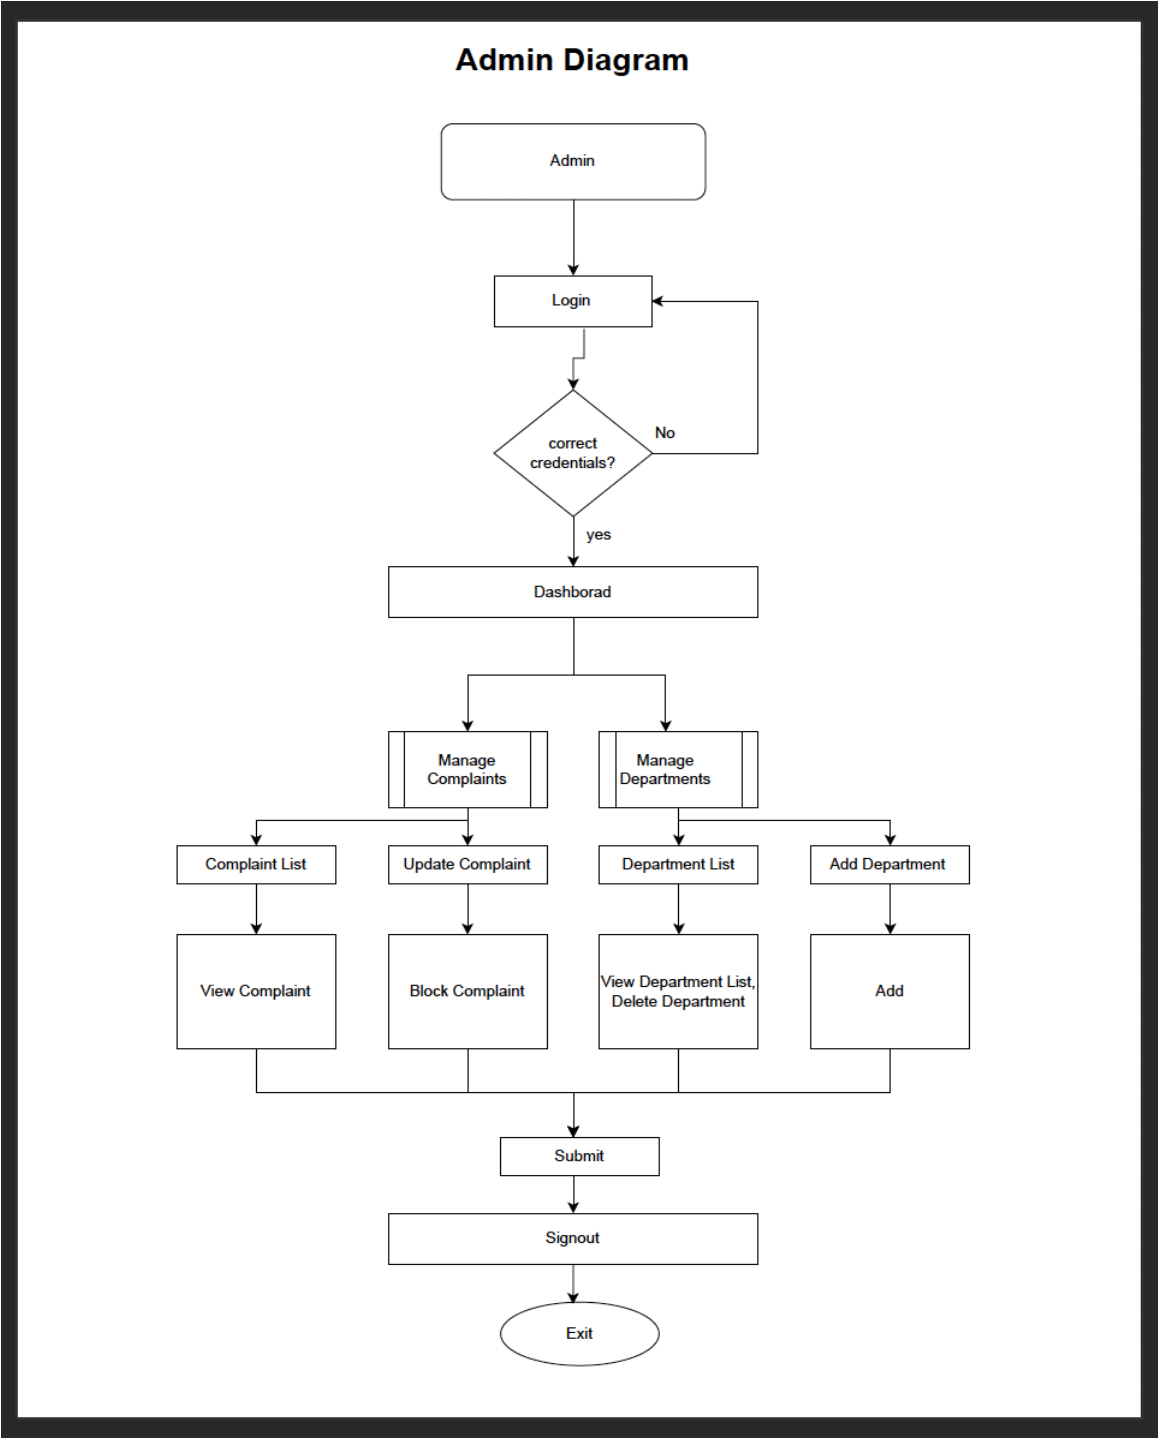 Admin Diagram
Admin
Login
correct
credentials?
No
yes
Dashborad
Manage
Complaints
Manage
Departments
Complaint List
Update Complaint
Department List
Add Department
View Complaint
Block Complaint
View Department List,
Delete Department
Add
Submit
Signout
Exit